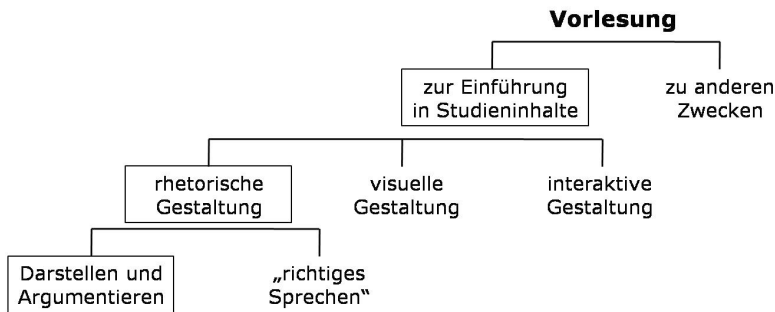 Vorlesung
zur Einführung
in Studieninhalte
zu anderen
Zwecken
rhetorische
Gestaltung
visuelle
Gestaltung
interaktive
Gestaltung
Darstellen und
Argumentieren
„richtiges
Sprechen“